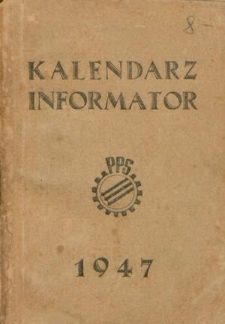 8-
KALENDARZ
INFORMATOR
PPS
1947